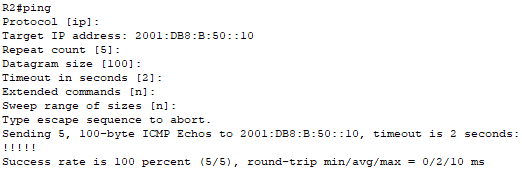 R2#ping
Protocol [ip]:
Target IP address: 2001:DB8:B:50::10
Repeat count [5]:
Datagram size [100]:
Timeout in seconds [2]:
Extended commands [n]:
Sweep range of sizes [n]:
Type escape sequence to abort.
Sending 5, 100-byte ICMP Echos to 2001:DB8:B:50::10, timeout is 2 seconds:
!!!!!
Success rate is 100 percent (5/5), round-trip min/avg/max = 0/2/10 ms